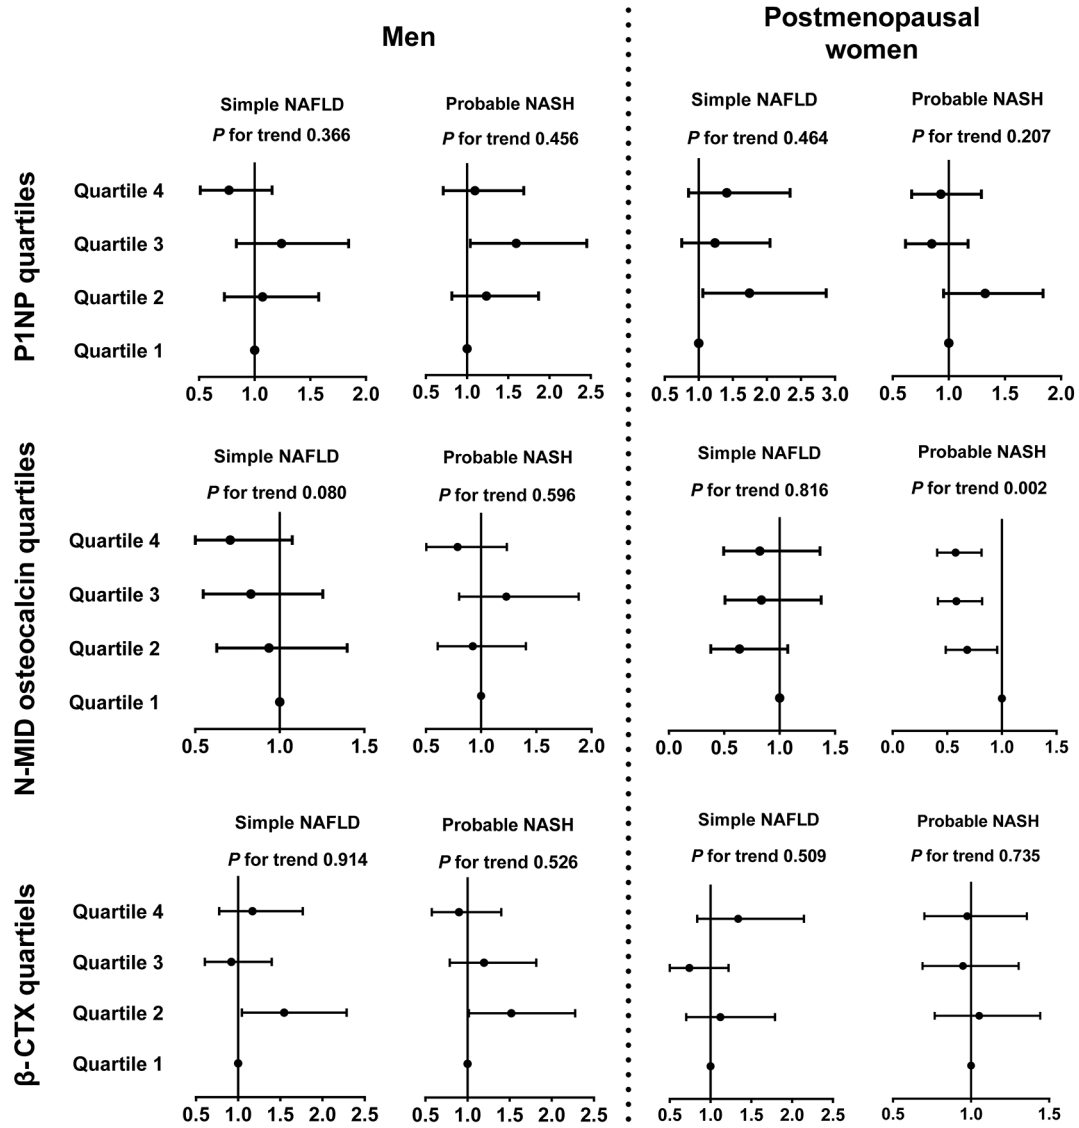 Men
Postmenopausal
women
P1NP quartiles
Simple NAFLD
P for trend 0.366
Probable NASH
P for trend 0.456
Simple NAFLD
P for trend 0.464
Probable NASH
P for trend 0.207
Quartile 4
Quartile 3
Quartile 2
Quartile 1
0.5 1.0 1.5 2.0
0.5 1.0 1.5 2.0 2.5
0.5 1.0 1.5 2.0 2.5 3.0
0.5 1.0 1.5 2.0
N-MID osteocalcin quartiles
Simple NAFLD
P for trend 0.080
Probable NASH
P for trend 0.596
Simple NAFLD
P for trend 0.816
Probable NASH
P for trend 0.002
Quartile 4
Quartile 3
Quartile 2
Quartile 1
0.5 1.0 1.5
0.5 1.0 1.5 2.0
0.0 0.5 1.0 1.5
0.0 0.5 1.0 1.5
β-CTX quartiels
Simple NAFLD
P for trend 0.914
Probable NASH
P for trend 0.526
Simple NAFLD
P for trend 0.509
Probable NASH
P for trend 0.735
Quartile 4
Quartile 3
Quartile 2
Quartile 1
0.5 1.0 1.5 2.0 2.5
0.5 1.0 1.5 2.0 2.5
0.5 1.0 1.5 2.0 2.5
0.5 1.0 1.5